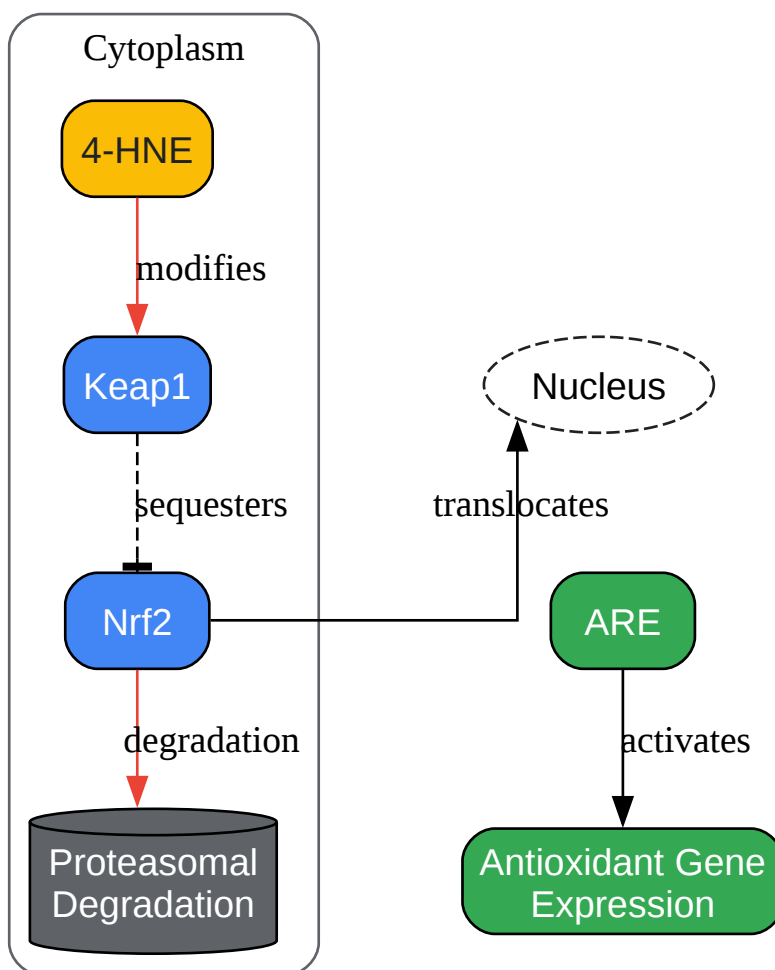 Cytoplasm
4-HNE
modifies
Keap1
Nucleus
sequesters
translocates
Nrf2
ARE
degradation
activates
Proteasomal
Degradation
Antioxidant Gene
Expression